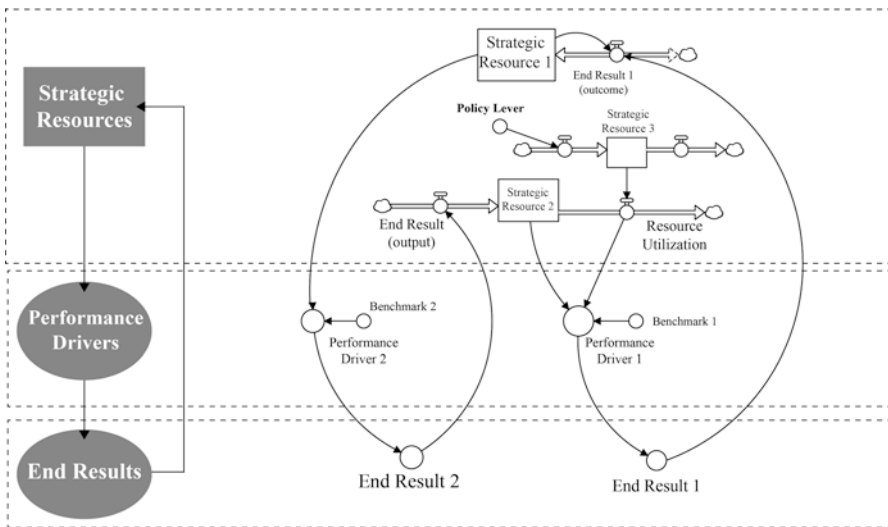 Strategic
Resources
Performance
Drivers
End Results
Strategic
Resource 1
End Result 1
(outcome)
Policy Lever
Strategic
Resource 3
Strategic
Resource 2
End Result
(output)
Resource
Utilization
Benchmark 2
Performance
Driver 2
Benchmark 1
Performance
Driver 1
End Result 2
End Result 1